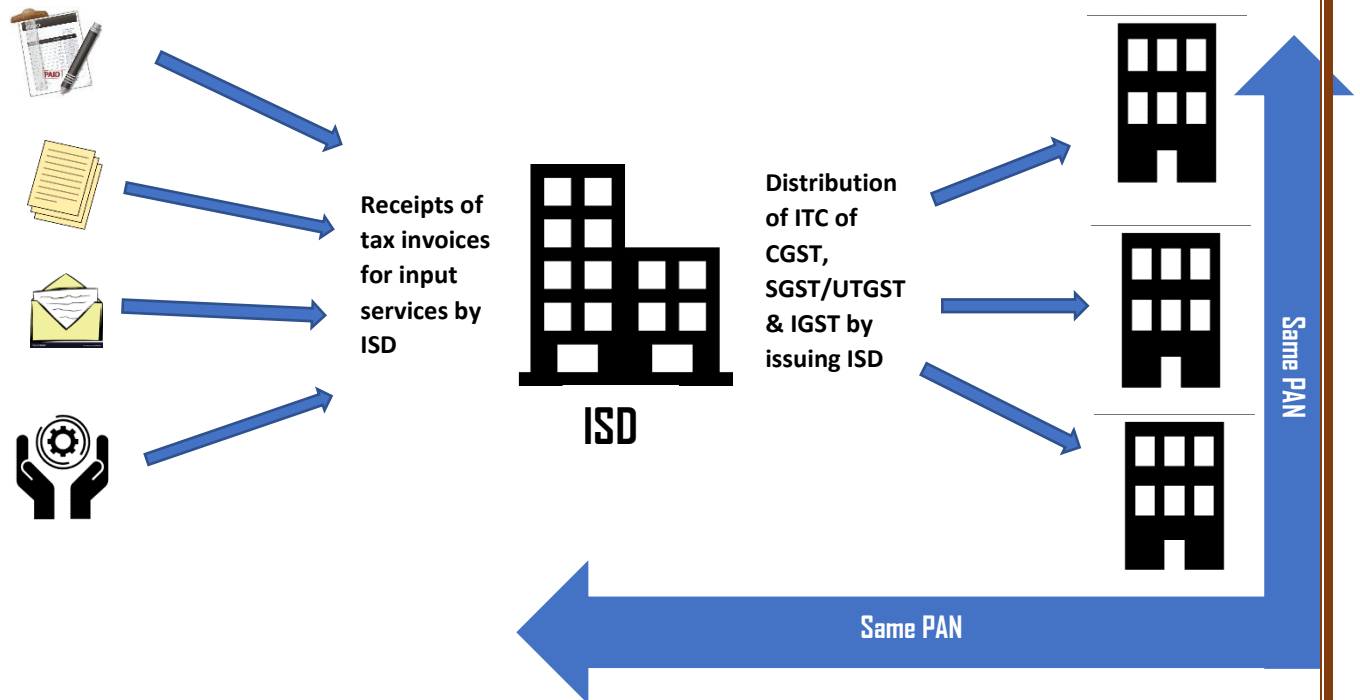 PAID
Receipts of
tax invoices
for input
services by
ISD
ISD
Distribution
of ITC of
CGST,
SGST/UTGST
& IGST by
issuing ISD
Same PAN
Same PAN